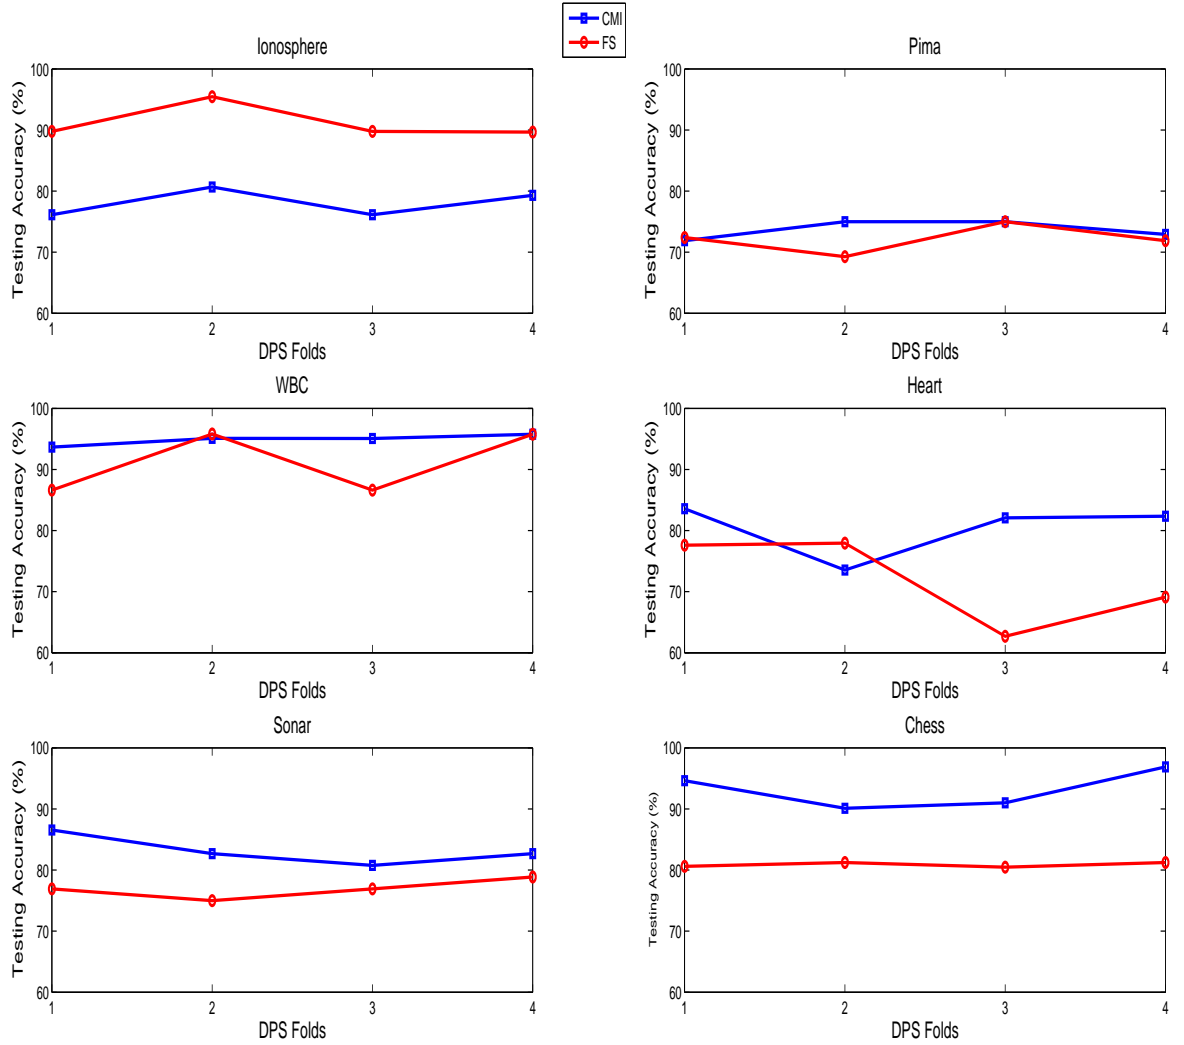 CMI
FS
Ionosphere
Testing Accuracy (%)
100
90
80
70
60
1 2 3 4
DPS Folds
Pima
Testing Accuracy (%)
100
90
80
70
60
1 2 3 4
DPS Folds
WBC
Testing Accuracy (%)
100
90
80
70
60
1 2 3 4
DPS Folds
Heart
Testing Accuracy (%)
100
90
80
70
60
1 2 3 4
DPS Folds
Sonar
Testing Accuracy (%)
100
90
80
70
60
1 2 3 4
DPS Folds
Chess
Testing Accuracy (%)
100
90
80
70
60
1 2 3 4
DPS Folds